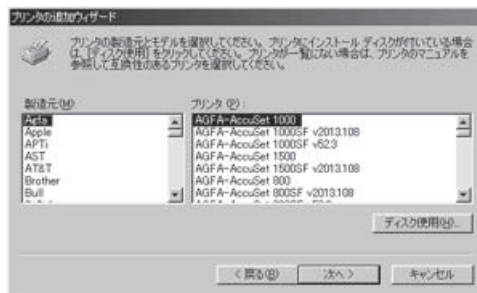 プリンタの追加ウィザード
プリンタの製造元とモデルを選択してください。プリンタにインストール ディスクが付いている場合
は、[ディスク使用]をクリックしてください。プリンタが一覧にない場合は、プリンタのマニュアルを
参照して互換性のあるプリンタを選択してください。
製造元(M):
Agfa
Apple
APTi
AST
AT&T
Brother
Bull
プリンタ(P):
AGFA-AccuSet 1000
AGFA-AccuSet 1000SF v2013.108
AGFA-AccuSet 1000SF v52.3
AGFA-AccuSet 1500
AGFA-AccuSet 1500SF v2013.108
AGFA-AccuSet 800
AGFA-AccuSet 800SF v2013.108
ディスク使用(H)...
< 戻る(B)
次へ >
キャンセル